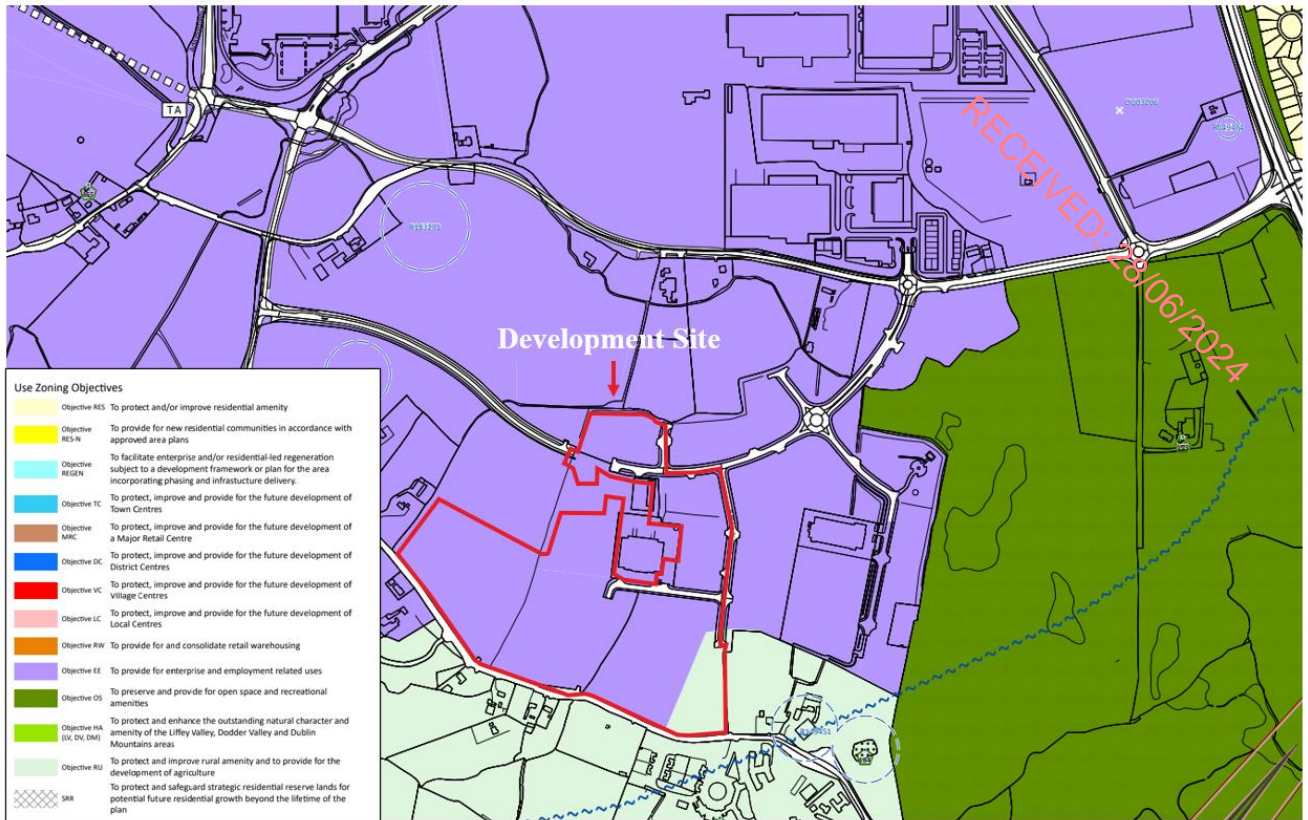 TA
RECEIVED: 28/06/2024
Development Site
Use Zoning Objectives
Objective RES To protect and/or improve residential amenity
Objective RES-N To provide for new residential communities in accordance with
approved area plans
Objective REGEN To facilitate enterprise and/or residential-led regeneration
subject to a development framework or plan for the area
incorporating phasing and infrastucture delivery.
Objective TC To protect, improve and provide for the future development of
Town Centres
Objective MRC To protect, improve and provide for the future development of
a Major Retail Centre
Objective DC To protect, improve and provide for the future development of
District Centres
Objective VC To protect, improve and provide for the future development of
Village Centres
Objective LC To protect, improve and provide for the future development of
Local Centres
Objective RW To provide for and consolidate retail warehousing
Objective EE To provide for enterprise and employment related uses
Objective OS To preserve and provide for open space and recreational
amenities
Objective HA (LV, DV, DM) To protect and enhance the outstanding natural character and
amenity of the Liffey Valley, Dodder Valley and Dublin
Mountains areas
Objective RU To protect and improve rural amenity and to provide for the
development of agriculture
SRR To protect and safeguard strategic residential reserve lands for
potential future residential growth beyond the lifetime of the
plan